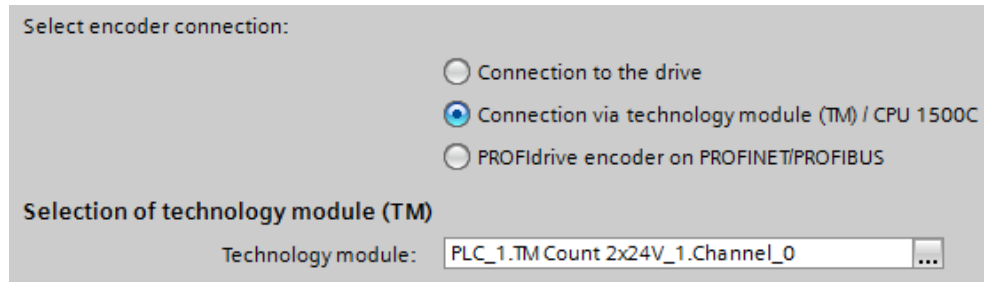 Select encoder connection:
Connection to the drive
Connection via technology module (TM) / CPU 1500C
PROFIdrive encoder on PROFINET/PROFIBUS
Selection of technology module (TM)
Technology module: PLC_1.TM Count 2x24V_1.Channel_0 ...